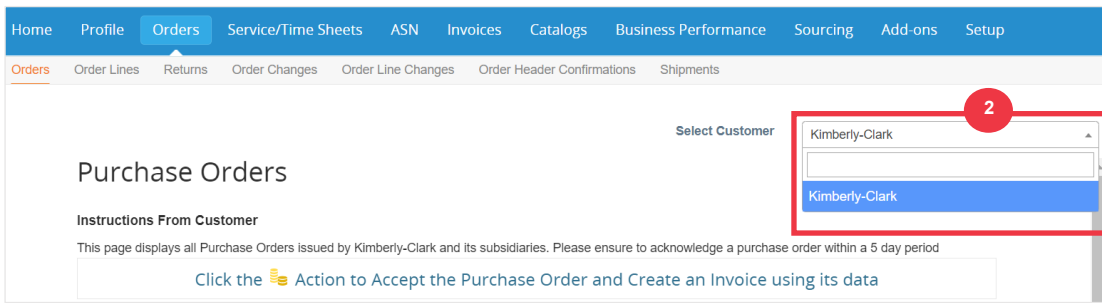 Home Profile Orders Service/Time Sheets ASN Invoices Catalogs Business Performance Sourcing Add-ons Setup
Orders Order Lines Returns Order Changes Order Line Changes Order Header Confirmations Shipments
2
Select Customer Kimberly-Clark
Kimberly-Clark
Purchase Orders
Instructions From Customer
This page displays all Purchase Orders issued by Kimberly-Clark and its subsidiaries. Please ensure to acknowledge a purchase order within a 5 day period
Click the Action to Accept the Purchase Order and Create an Invoice using its data